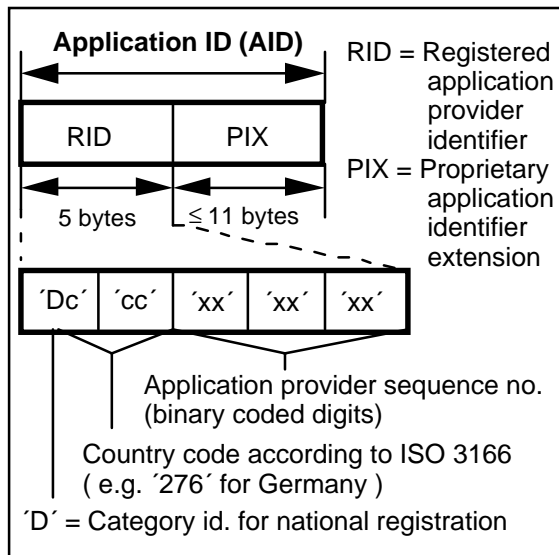 Application ID (AID)
RID = Registered
application
provider
identifier
PIX = Proprietary
application
identifier
extension
RID PIX
5 bytes ≤ 11 bytes
´Dc´ ´cc´ ´xx´ ´xx´ ´xx´
Application provider sequence no.
(binary coded digits)
Country code according to ISO 3166
( e.g. ´276´ for Germany )
´D´ = Category id. for national registration